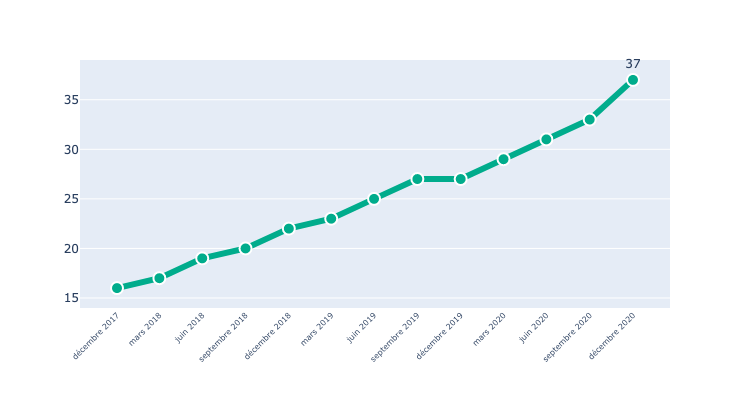 37
35
30
25
20
15
décembre 2017
mars 2018
juin 2018
septembre 2018
décembre 2018
mars 2019
juin 2019
septembre 2019
décembre 2019
mars 2020
juin 2020
septembre 2020
décembre 2020